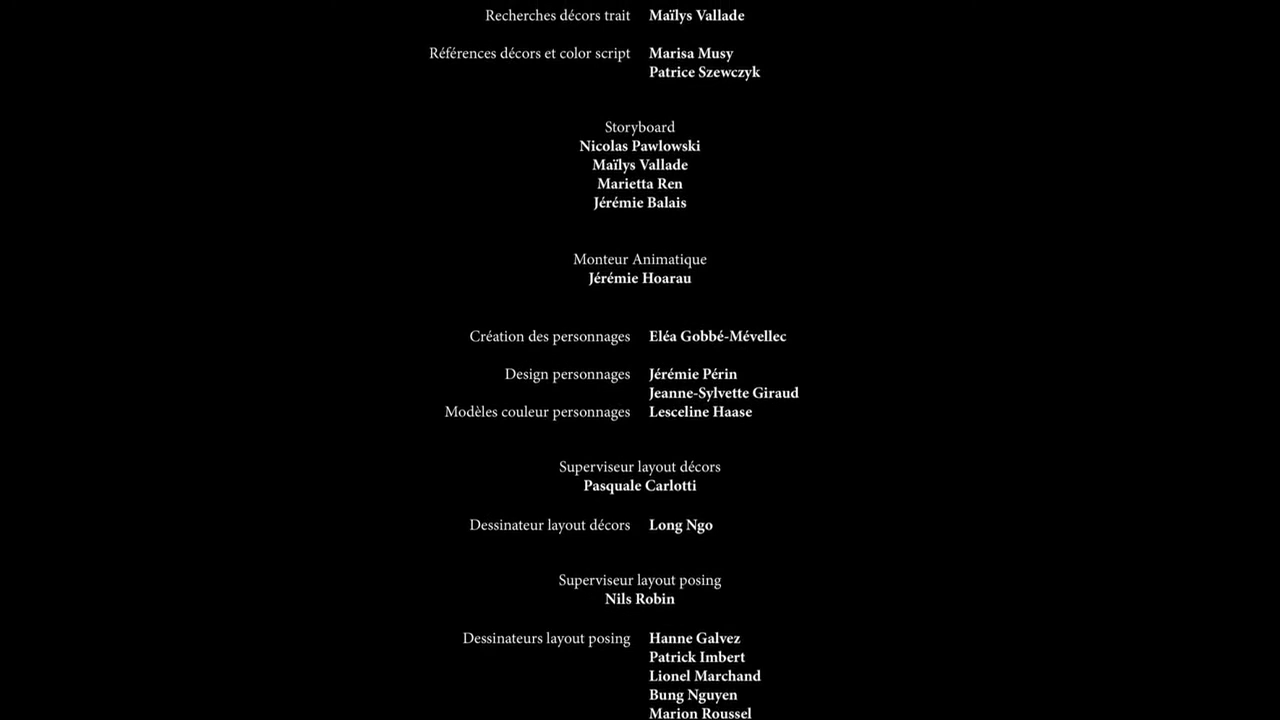 Recherches décors trait Maïlys Vallade
Références décors et color script Marisa Musy
Patrice Szewczyk
Storyboard
Nicolas Pawlowski
Maïlys Vallade
Marietta Ren
Jérémie Balais
Monteur Animatique
Jérémie Hoarau
Création des personnages Eléa Gobbé-Mévellec
Design personnages Jérémie Périn
Jeanne-Sylvette Giraud
Modèles couleur personnages Lesceline Haase
Superviseur layout décors
Pasquale Carlotti
Dessinateur layout décors Long Ngo
Superviseur layout posing
Nils Robin
Dessinateurs layout posing Hanne Galvez
Patrick Imbert
Lionel Marchand
Bung Nguyen
Marion Roussel